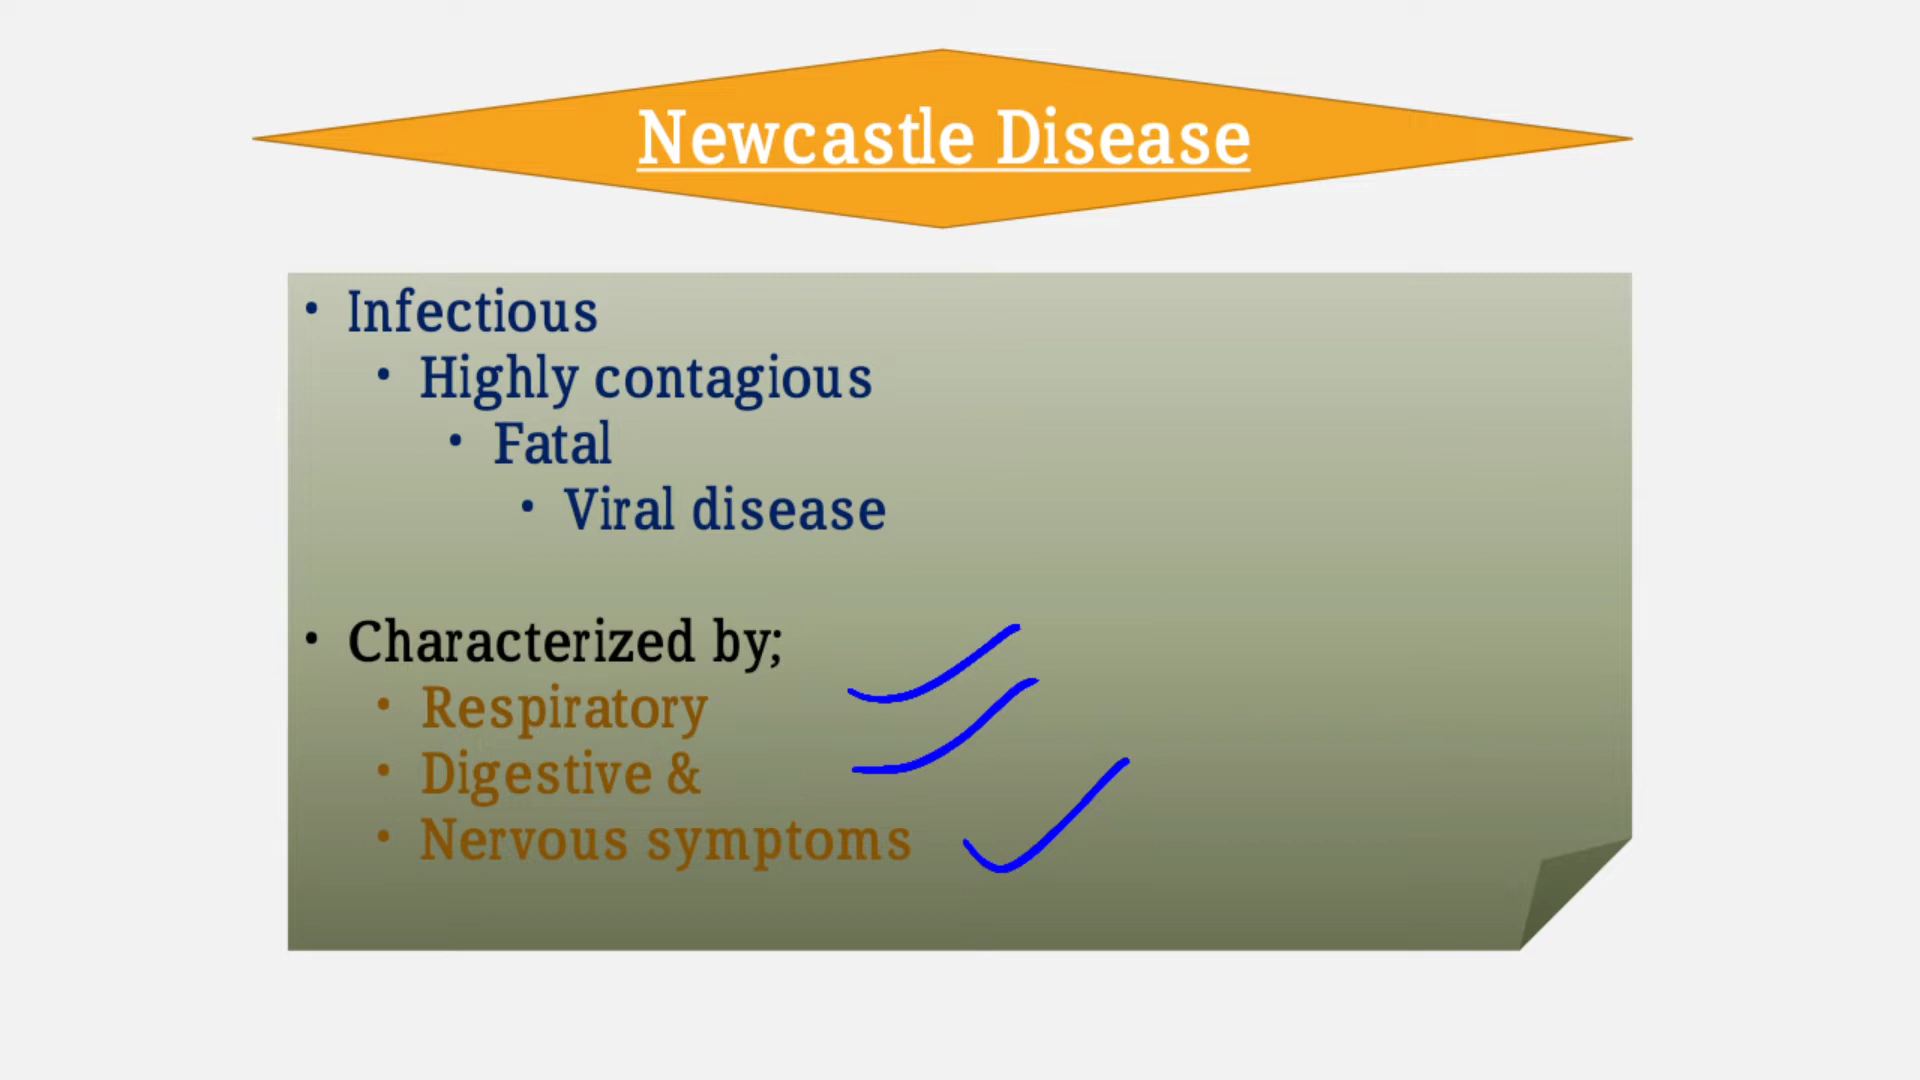 Newcastle Disease
• Infectious
• Highly contagious
• Fatal
• Viral disease
• Characterized by;
• Respiratory
• Digestive &
• Nervous symptoms